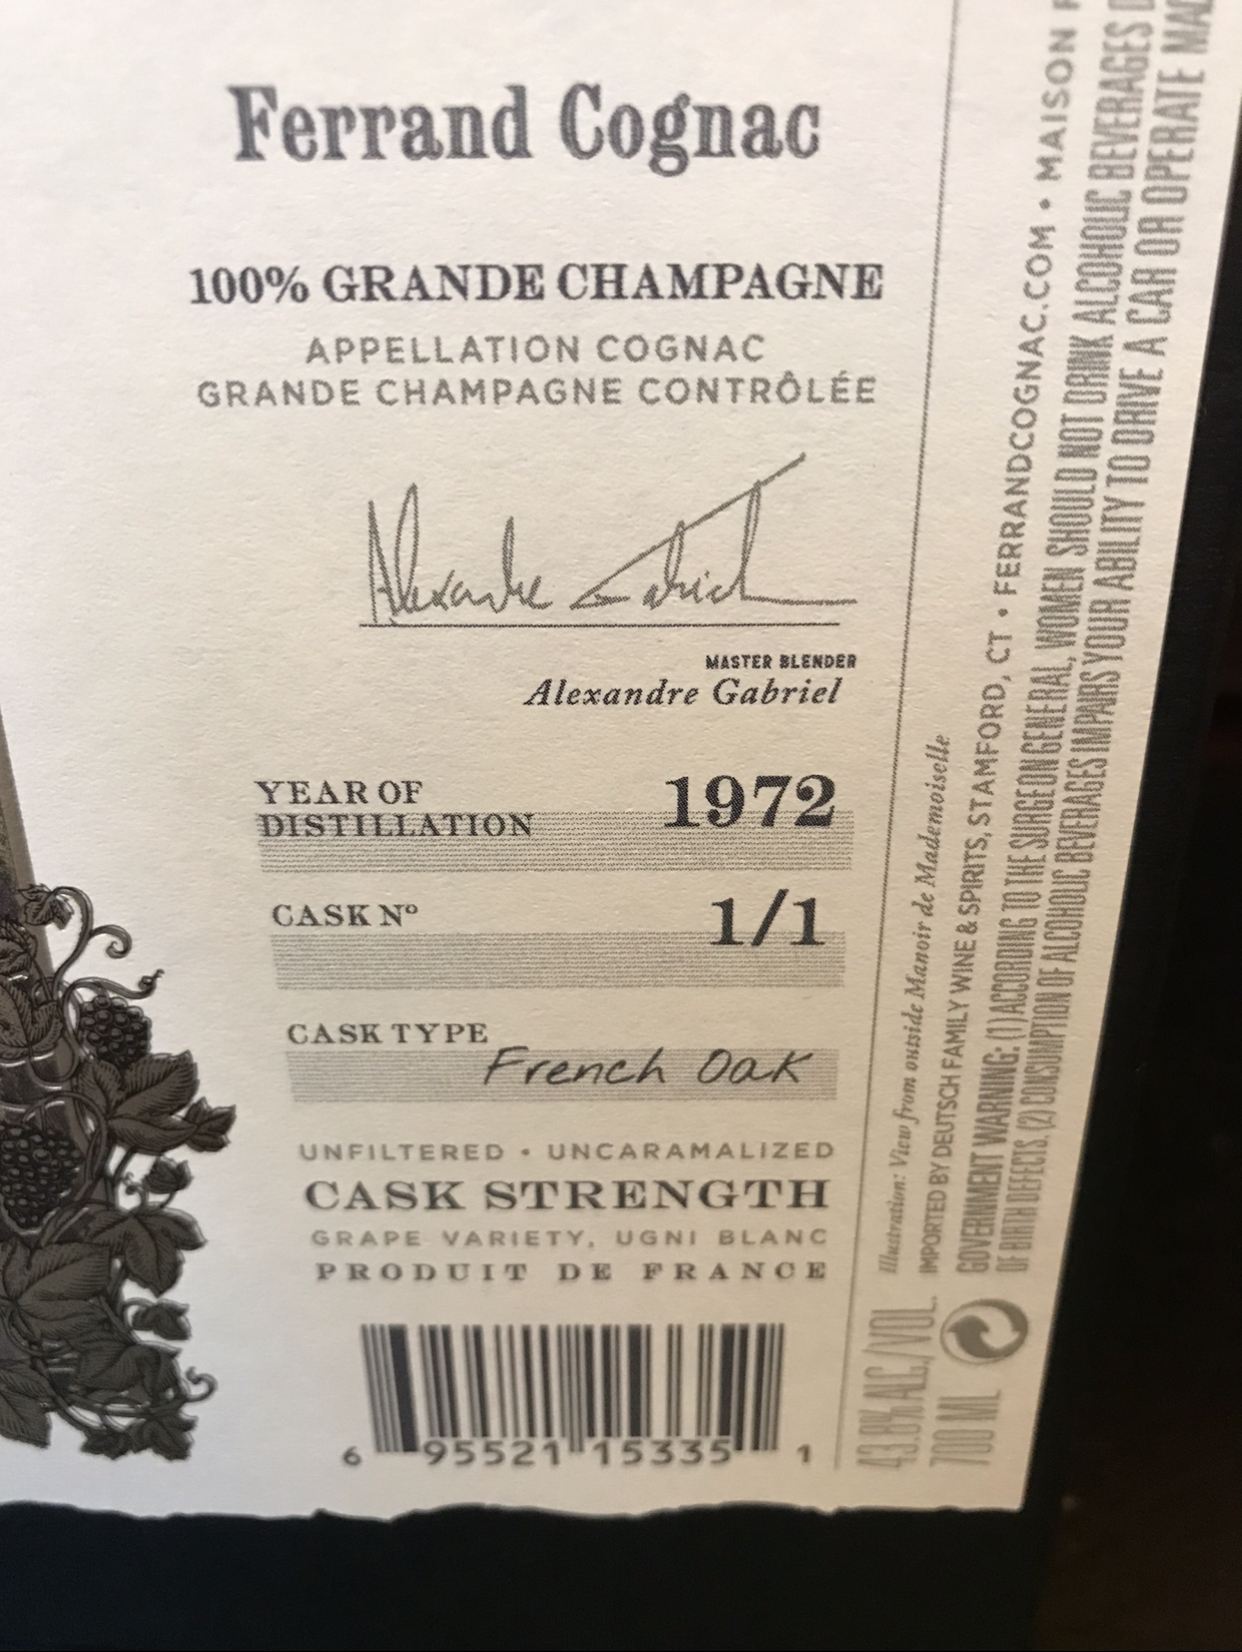 Ferrand Cognac
100% GRANDE CHAMPAGNE
APPELLATION COGNAC
GRANDE CHAMPAGNE CONTRÔLÉE
Alexandre Gabriel
MASTER BLENDER
Alexandre Gabriel
YEAR OF
DISTILLATION
1972
CASK Nº
1/1
CASK TYPE
French Oak
UNFILTERED • UNCARAMALIZED
CASK STRENGTH
GRAPE VARIETY, UGNI BLANC
PRODUIT DE FRANCE
6 95521 15335 1
Illustration: View from outside Manoir de Mademoiselle
IMPORTED BY DEUTSCH FAMILY WINE & SPIRITS, STAMFORD, CT • FERRANDCOGNAC.COM • MAISON
GOVERNMENT WARNING: (1) ACCORDING TO THE SURGEON GENERAL, WOMEN SHOULD NOT DRINK ALCOHOLIC BEVERAGES
OF BIRTH DEFECTS. (2) CONSUMPTION OF ALCOHOLIC BEVERAGES IMPAIRS YOUR ABILITY TO DRIVE A CAR OR OPERATE
43.8% ALC./VOL.
700 ML